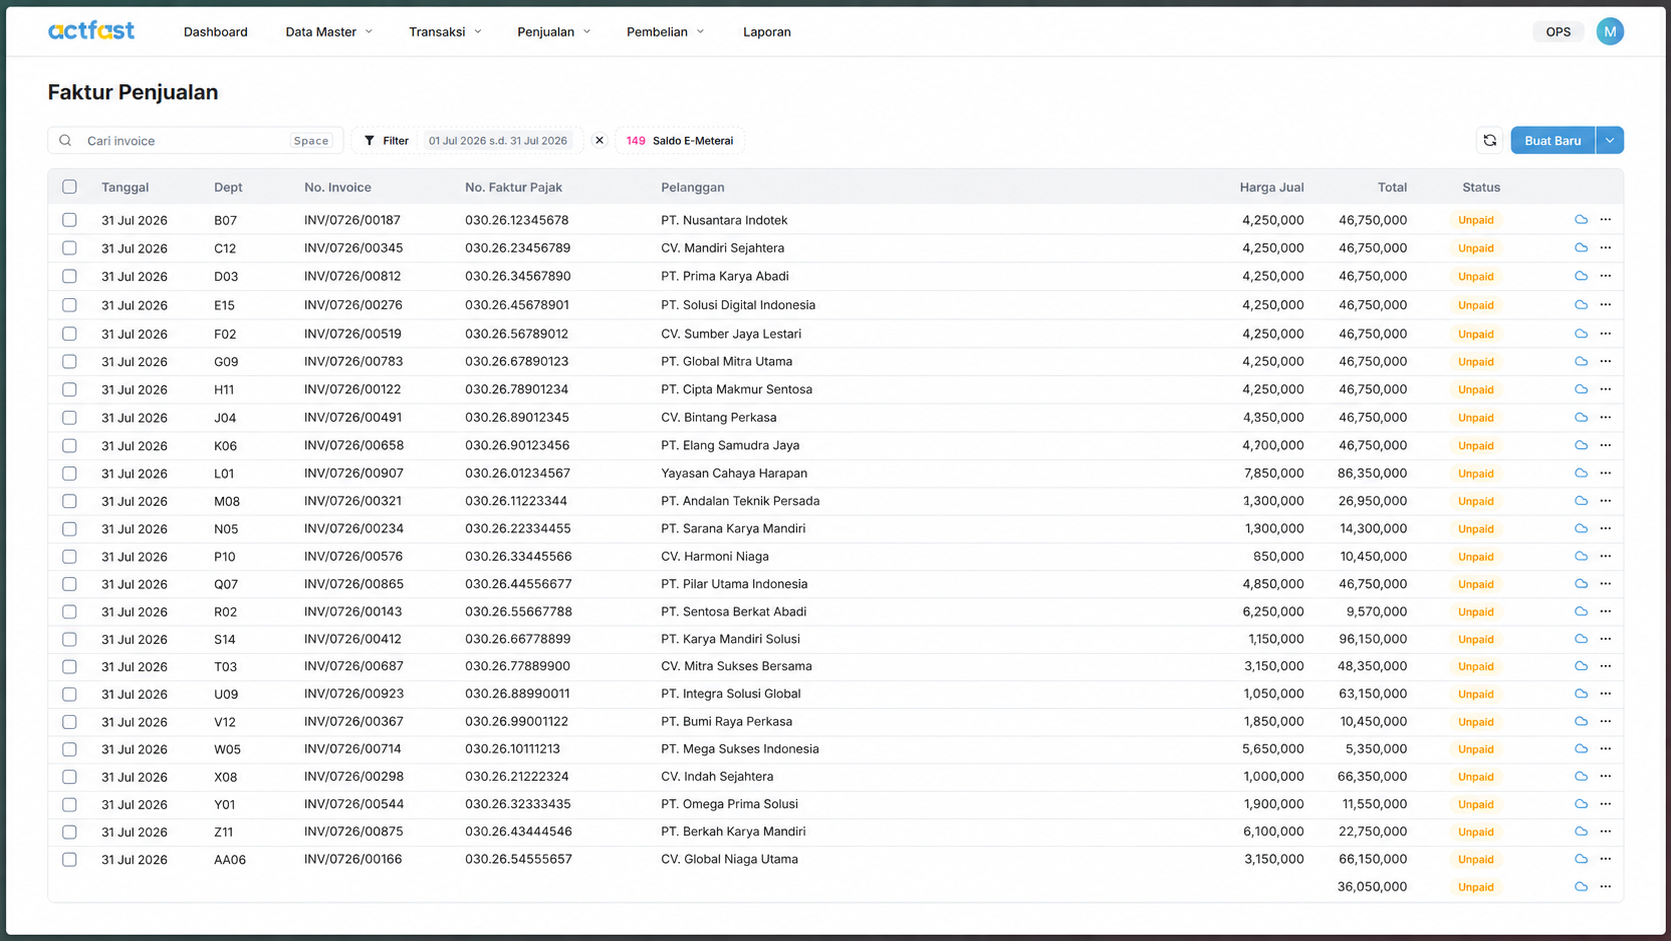 actfast Dashboard Data Master Transaksi Penjualan Pembelian Laporan OPS M
Faktur Penjualan
Cari invoice Space Filter 01 Jul 2026 s.d. 31 Jul 2026 149 Saldo E-Meterai Buat Baru
Tanggal Dept No. Invoice No. Faktur Pajak Pelanggan Harga Jual Total Status
31 Jul 2026 B07 INV/0726/00187 030.26.12345678 PT. Nusantara Indotek 4,250,000 46,750,000 Unpaid
31 Jul 2026 C12 INV/0726/00345 030.26.23456789 CV. Mandiri Sejahtera 4,250,000 46,750,000 Unpaid
31 Jul 2026 D03 INV/0726/00812 030.26.34567890 PT. Prima Karya Abadi 4,250,000 46,750,000 Unpaid
31 Jul 2026 E15 INV/0726/00276 030.26.45678901 PT. Solusi Digital Indonesia 4,250,000 46,750,000 Unpaid
31 Jul 2026 F02 INV/0726/00519 030.26.56789012 CV. Sumber Jaya Lestari 4,250,000 46,750,000 Unpaid
31 Jul 2026 G09 INV/0726/00783 030.26.67890123 PT. Global Mitra Utama 4,250,000 46,750,000 Unpaid
31 Jul 2026 H11 INV/0726/00122 030.26.78901234 PT. Cipta Makmur Sentosa 4,250,000 46,750,000 Unpaid
31 Jul 2026 J04 INV/0726/00491 030.26.89012345 CV. Bintang Perkasa 4,850,000 46,750,000 Unpaid
31 Jul 2026 K06 INV/0726/00658 030.26.90123456 PT. Elang Samudra Jaya 4,200,000 46,750,000 Unpaid
31 Jul 2026 L01 INV/0726/00907 030.26.01234567 Yayasan Cahaya Harapan 7,850,000 86,350,000 Unpaid
31 Jul 2026 M08 INV/0726/00321 030.26.11223344 PT. Andalan Teknik Persada 1,300,000 26,950,000 Unpaid
31 Jul 2026 N05 INV/0726/00234 030.26.22334455 PT. Sarana Karya Mandiri 1,300,000 14,300,000 Unpaid
31 Jul 2026 P10 INV/0726/00576 030.26.33445566 CV. Harmoni Niaga 650,000 10,450,000 Unpaid
31 Jul 2026 Q07 INV/0726/00865 030.26.44556677 PT. Pilar Utama Indonesia 4,850,000 46,750,000 Unpaid
31 Jul 2026 R02 INV/0726/00143 030.26.55667788 PT. Sentosa Berkat Abadi 6,250,000 9,570,000 Unpaid
31 Jul 2026 S14 INV/0726/00412 030.26.66778899 PT. Karya Mandiri Solusi 1,150,000 96,150,000 Unpaid
31 Jul 2026 T03 INV/0726/00687 030.26.77889900 CV. Mitra Sukses Bersama 3,150,000 48,350,000 Unpaid
31 Jul 2026 U09 INV/0726/00923 030.26.88990011 PT. Integra Solusi Global 1,050,000 63,150,000 Unpaid
31 Jul 2026 V12 INV/0726/00367 030.26.99001122 PT. Bumi Raya Perkasa 1,850,000 10,450,000 Unpaid
31 Jul 2026 W05 INV/0726/00714 030.26.10111213 PT. Mega Sukses Indonesia 5,650,000 5,350,000 Unpaid
31 Jul 2026 X08 INV/0726/00298 030.26.21222324 CV. Indah Sejahtera 1,000,000 66,350,000 Unpaid
31 Jul 2026 Y01 INV/0726/00544 030.26.32333435 PT. Omega Prima Solusi 1,900,000 11,550,000 Unpaid
31 Jul 2026 Z11 INV/0726/00875 030.26.43444546 PT. Berkah Karya Mandiri 6,100,000 22,750,000 Unpaid
31 Jul 2026 AA06 INV/0726/00166 030.26.54555657 CV. Global Niaga Utama 3,150,000 66,150,000 Unpaid
36,050,000 Unpaid